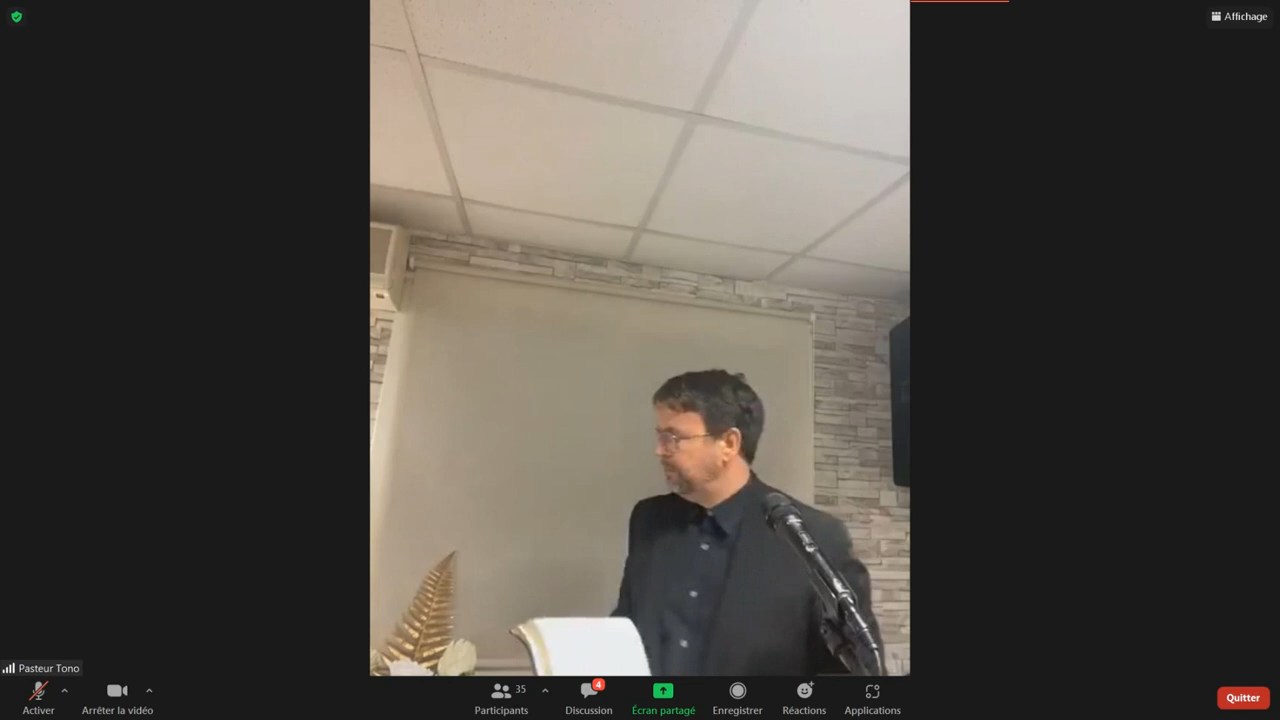 Affichage
Pasteur Tono
35
4
Activer
Arrêter la vidéo
Participants
Discussion
Écran partagé
Enregistrer
Réactions
Applications
Quitter